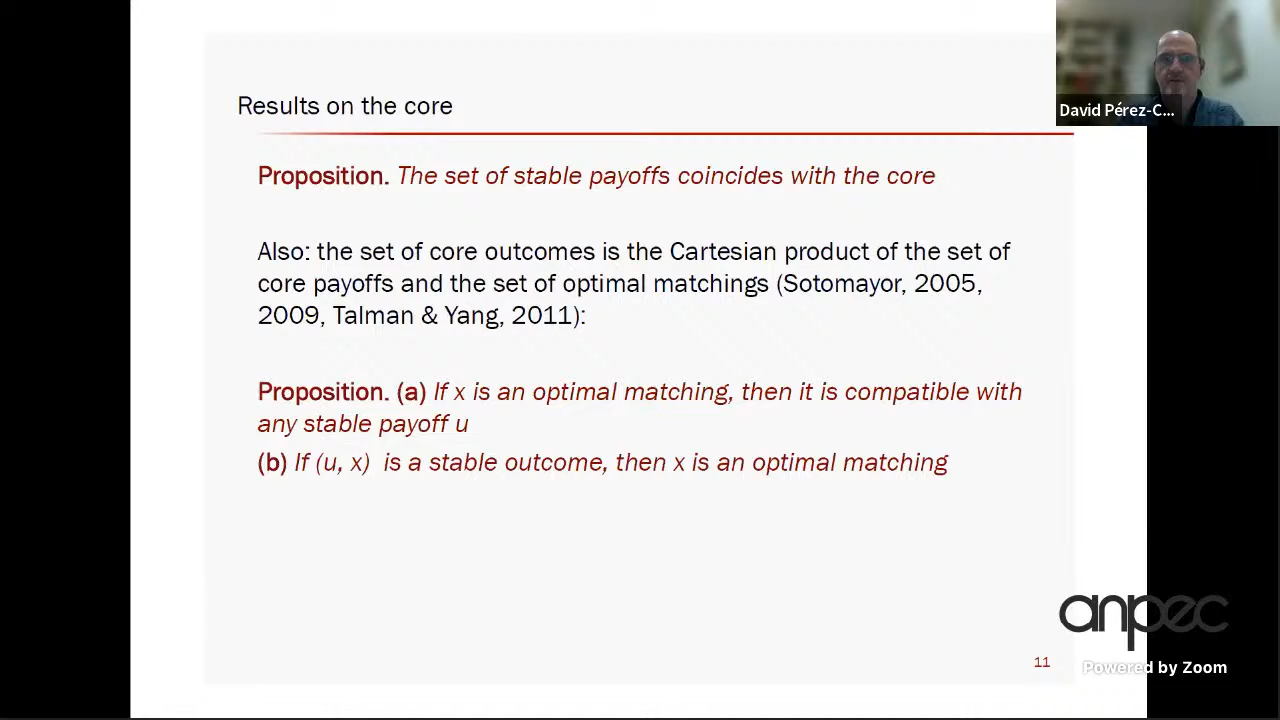 Results on the core
David Pérez-C...
Proposition. The set of stable payoffs coincides with the core
Also: the set of core outcomes is the Cartesian product of the set of
core payoffs and the set of optimal matchings (Sotomayor, 2005,
2009, Talman & Yang, 2011):
Proposition. (a) If x is an optimal matching, then it is compatible with
any stable payoff u
(b) If (u, x) is a stable outcome, then x is an optimal matching
anpec
11
Powered by Zoom